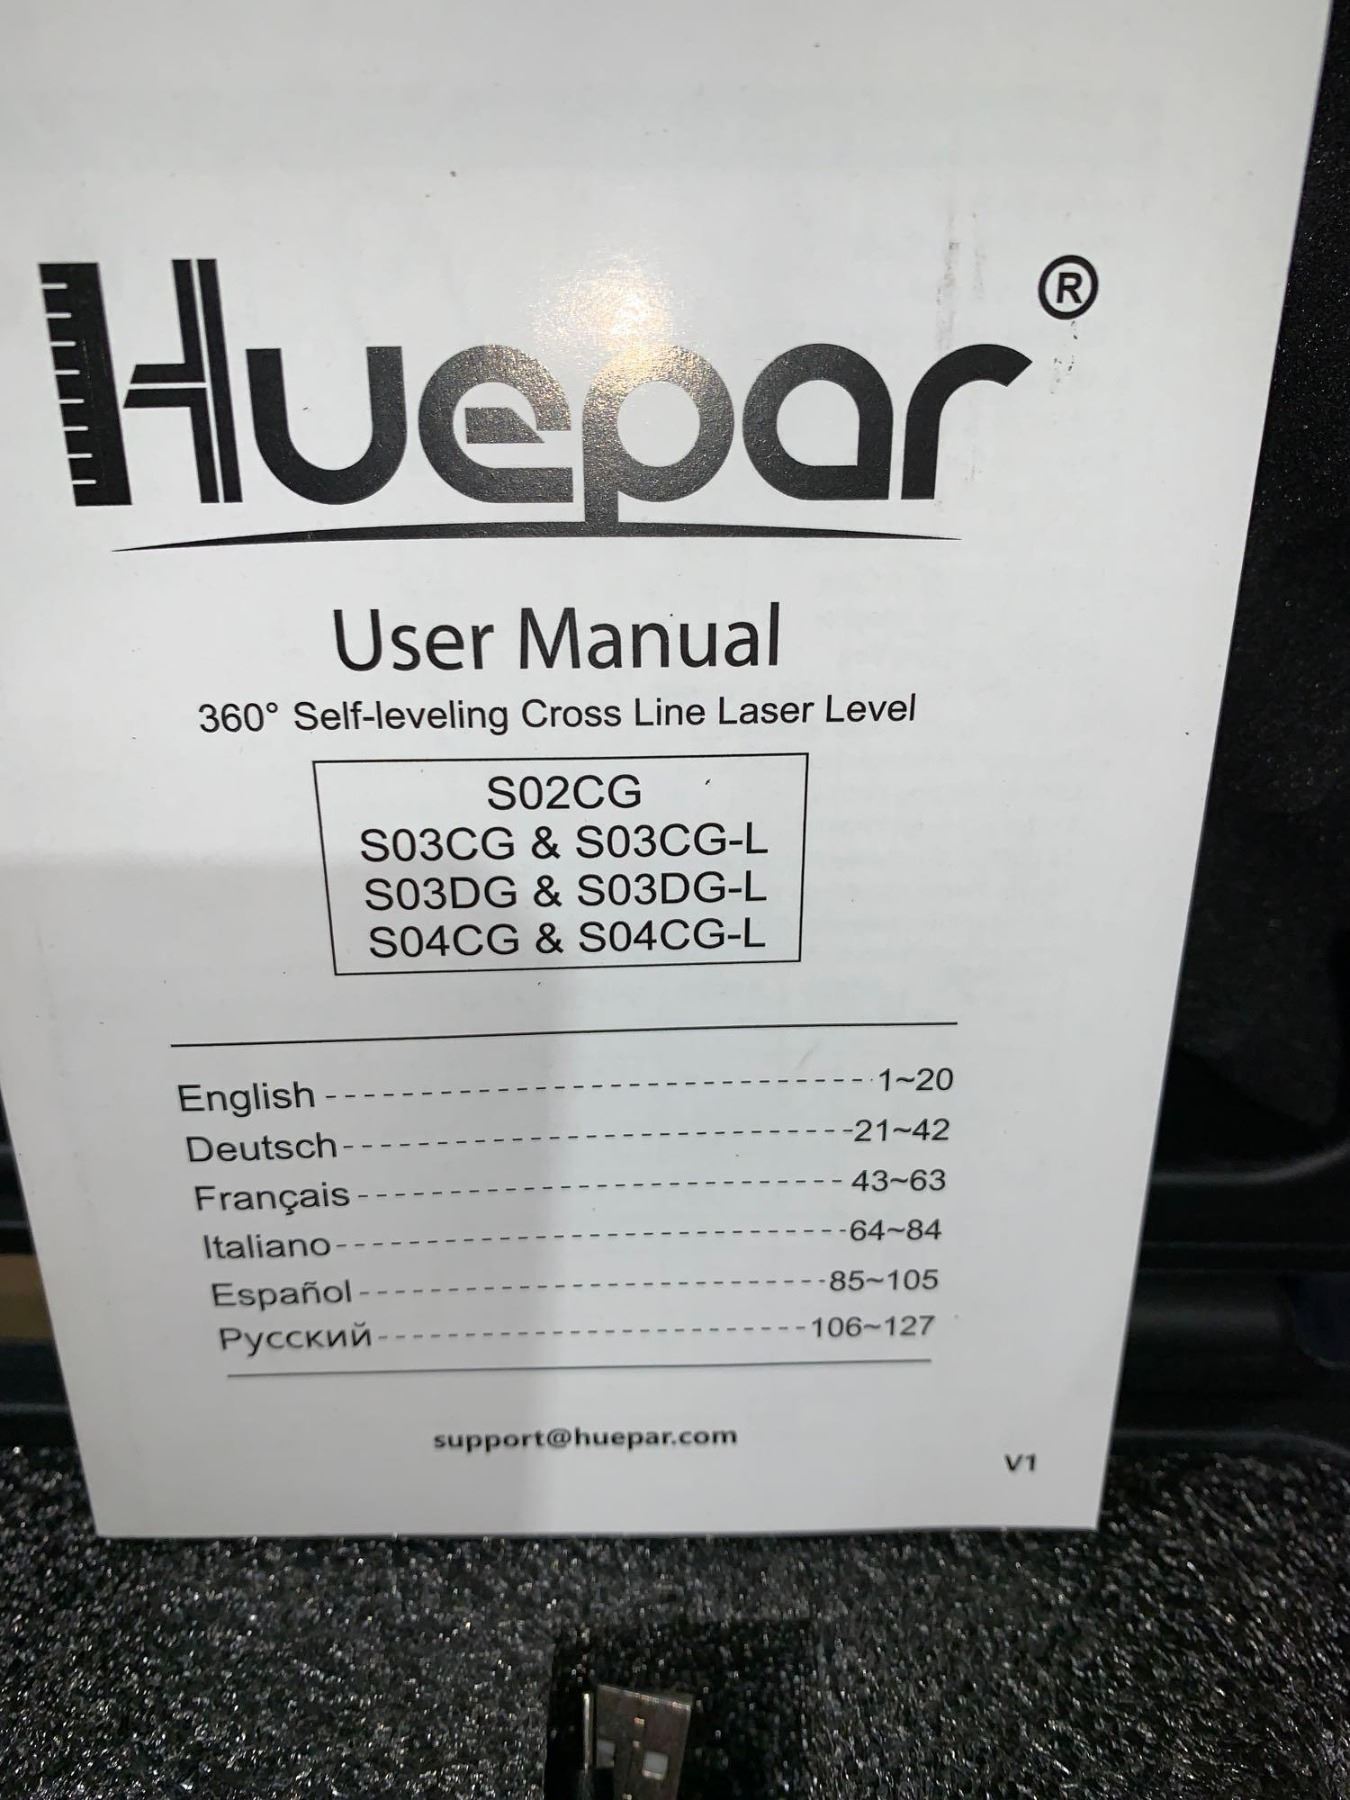 Huepar®
User Manual
360° Self-leveling Cross Line Laser Level
S02CG
S03CG & S03CG-L
S03DG & S03DG-L
S04CG & S04CG-L
English ----------------------------- 1~20
Deutsch ----------------------------- 21~42
Français ----------------------------- 43~63
Italiano ----------------------------- 64~84
Español ----------------------------- 85~105
Русский ----------------------------- 106~127
support@huepar.com
V1